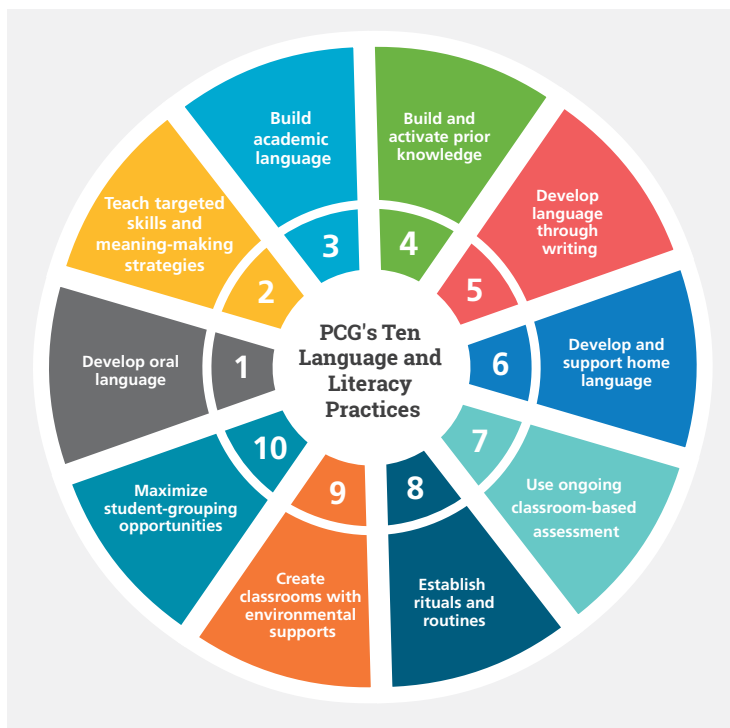 PCG's Ten
Language and
Literacy
Practices
1
Develop oral
language
2
Teach targeted
skills and
meaning-making
strategies
3
Build
academic
language
4
Build and
activate prior
knowledge
5
Develop
language
through
writing
6
Develop and
support home
language
7
Use ongoing
classroom-based
assessment
8
Establish
rituals and
routines
9
Create
classrooms with
environmental
supports
10
Maximize
student-grouping
opportunities